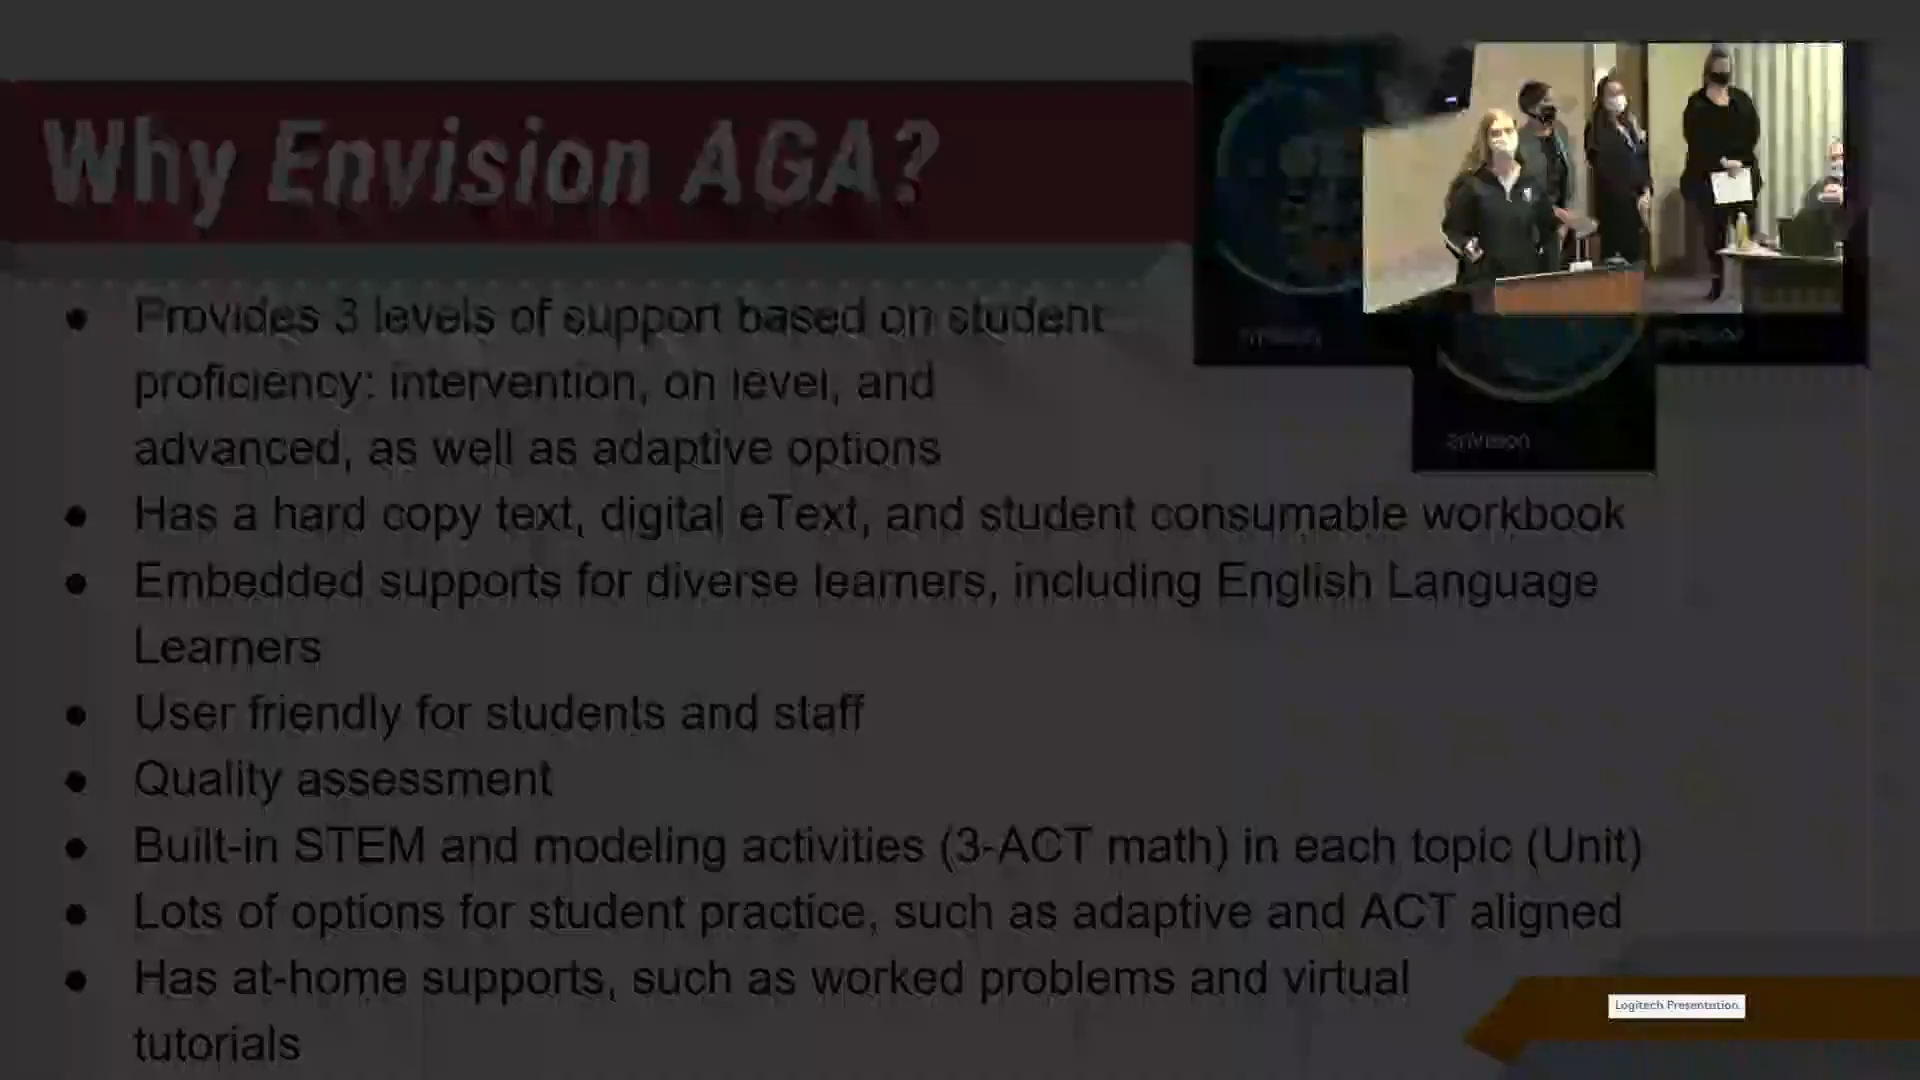 Why Envision AGA?
● Provides 3 levels of support based on student
proficiency: intervention, on level, and
advanced, as well as adaptive options
● Has a hard copy text, digital eText, and student consumable workbook
● Embedded supports for diverse learners, including English Language
Learners
● User friendly for students and staff
● Quality assessment
● Built-in STEM and modeling activities (3-ACT math) in each topic (Unit)
● Lots of options for student practice, such as adaptive and ACT aligned
● Has at-home supports, such as worked problems and virtual
tutorials
enVision
Logitech Presentation